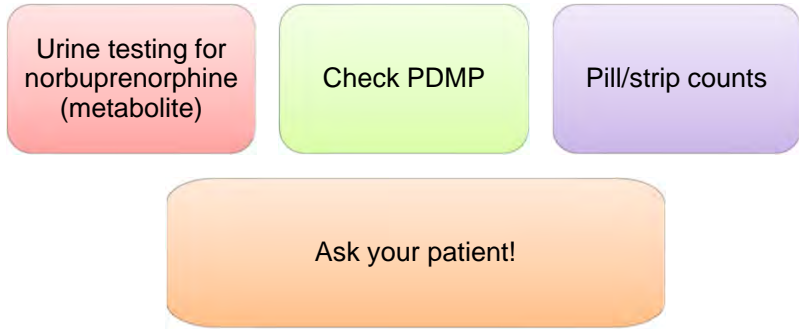 Urine testing for
norbuprenorphine
(metabolite)
Check PDMP
Pill/strip counts
Ask your patient!